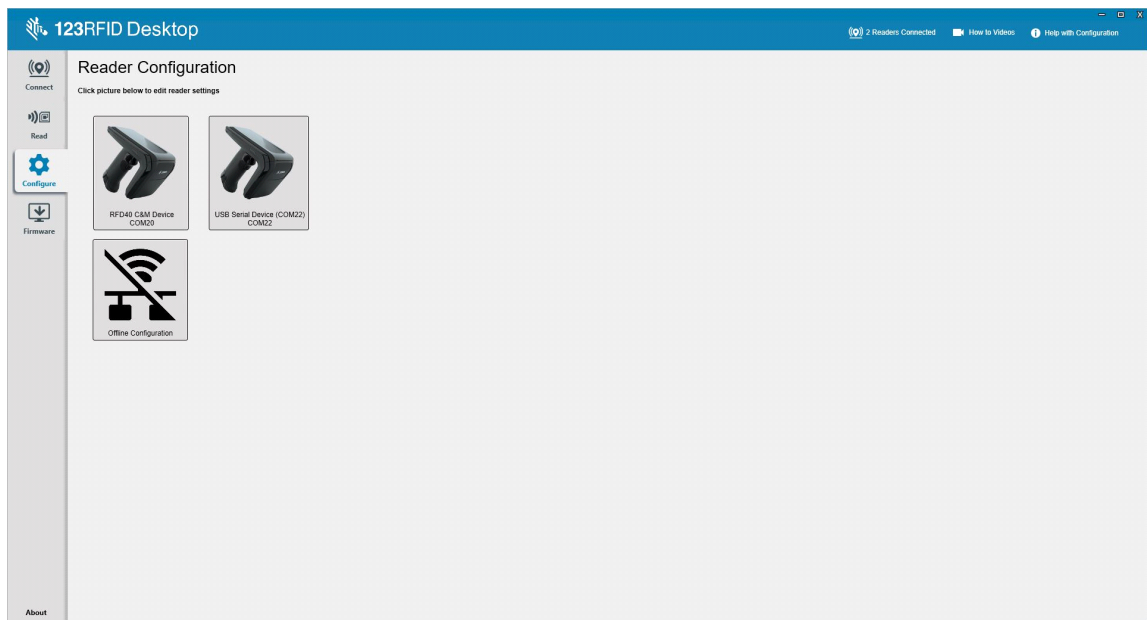 123RFID Desktop
2 Readers Connected
How to Videos
Help with Configuration
Connect
Read
Configure
Firmware
About
Reader Configuration
Click picture below to edit reader settings
RFD40 C&M Device
COM20
USB Serial Device (COM22)
COM22
Offline Configuration